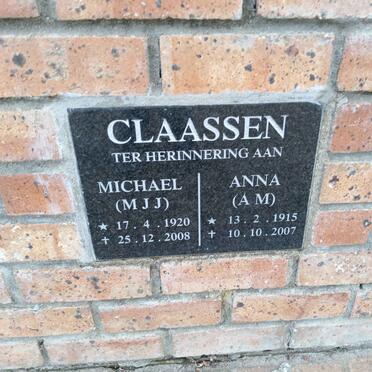 CLAASSEN
TER HERINNERING AAN
MICHAEL
(M J J)
★ 17. 4. 1920
✝ 25. 12. 2008
ANNA
(A M)
★ 13. 2. 1915
✝ 10. 10. 2007